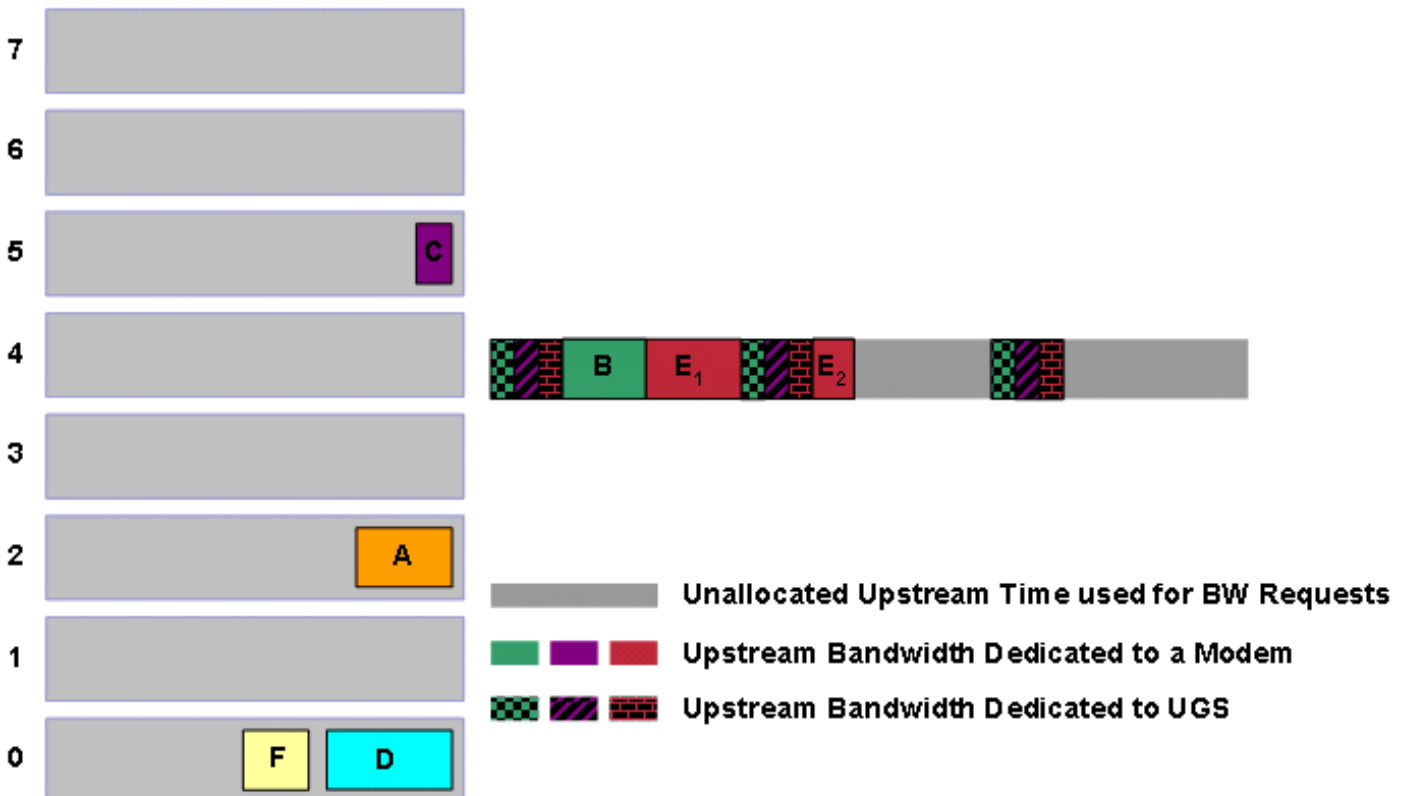 7
6
5 C
4 B E1 E2
3
2 A
Unallocated Upstream Time used for BW Requests
1 Upstream Bandwidth Dedicated to a Modem
Upstream Bandwidth Dedicated to UGS
0 F D